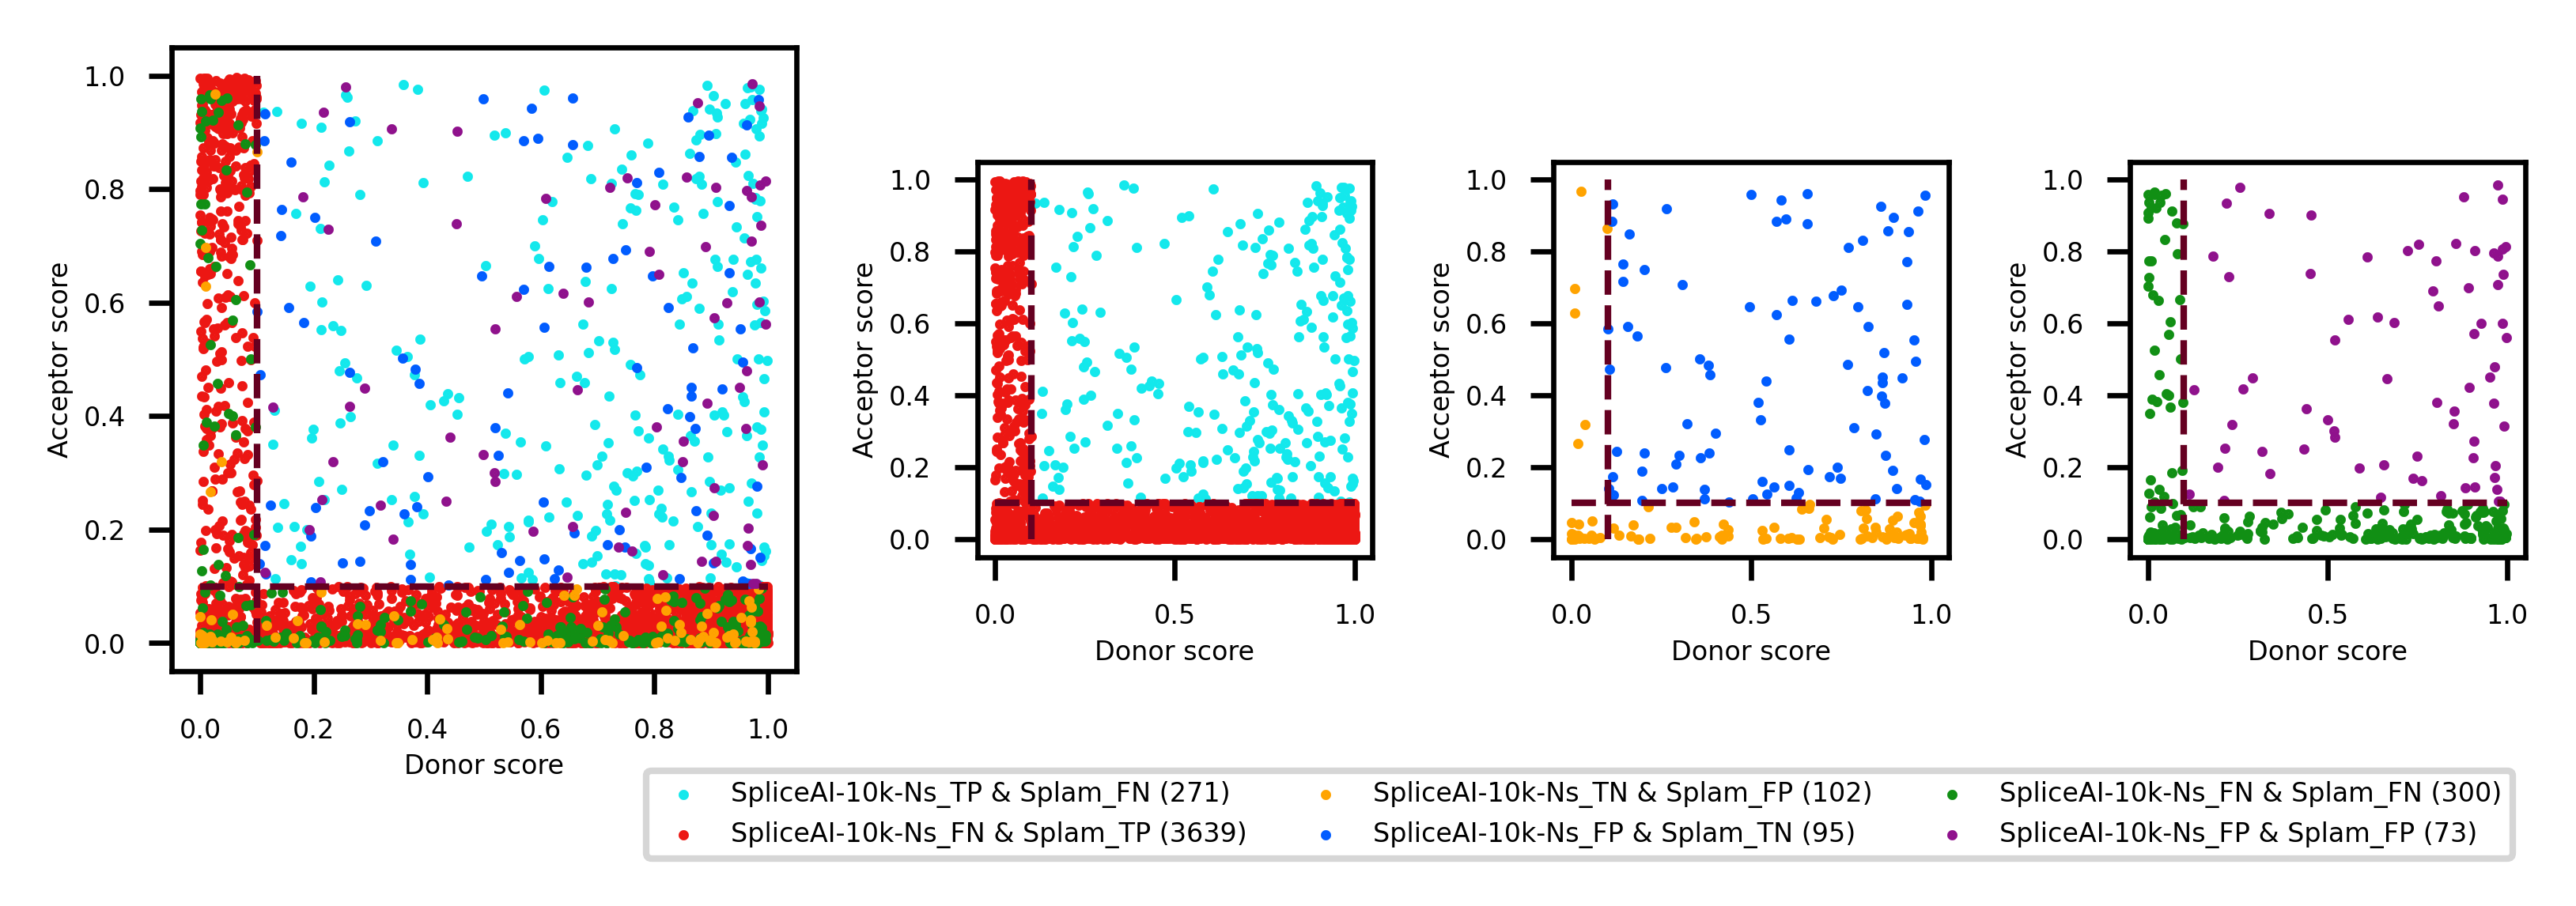 1.0
0.8
0.6
0.4
0.2
0.0
Acceptor score
0.0 0.2 0.4 0.6 0.8 1.0
Donor score
1.0
0.8
0.6
0.4
0.2
0.0
Acceptor score
0.0 0.5 1.0
Donor score
1.0
0.8
0.6
0.4
0.2
0.0
Acceptor score
0.0 0.5 1.0
Donor score
1.0
0.8
0.6
0.4
0.2
0.0
Acceptor score
0.0 0.5 1.0
Donor score
SpliceAI-10k-Ns_TP & Splam_FN (271)
SpliceAI-10k-Ns_FN & Splam_TP (3639)
SpliceAI-10k-Ns_TN & Splam_FP (102)
SpliceAI-10k-Ns_FP & Splam_TN (95)
SpliceAI-10k-Ns_FN & Splam_FN (300)
SpliceAI-10k-Ns_FP & Splam_FP (73)